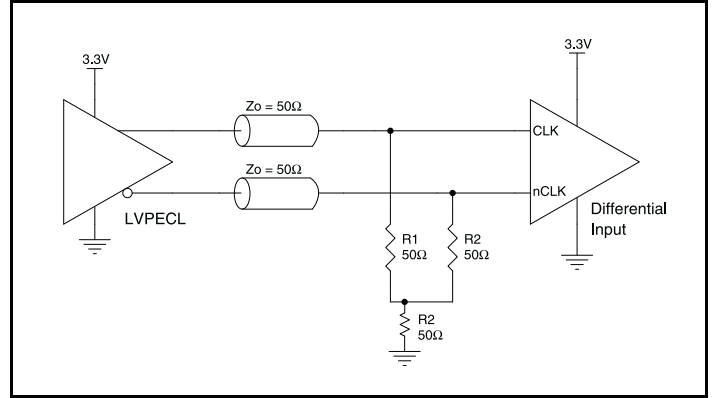 3.3V
3.3V
Zo = 50Ω
CLK
Zo = 50Ω
nCLK
LVPECL
Differential
Input
R1
50Ω
R2
50Ω
R2
50Ω